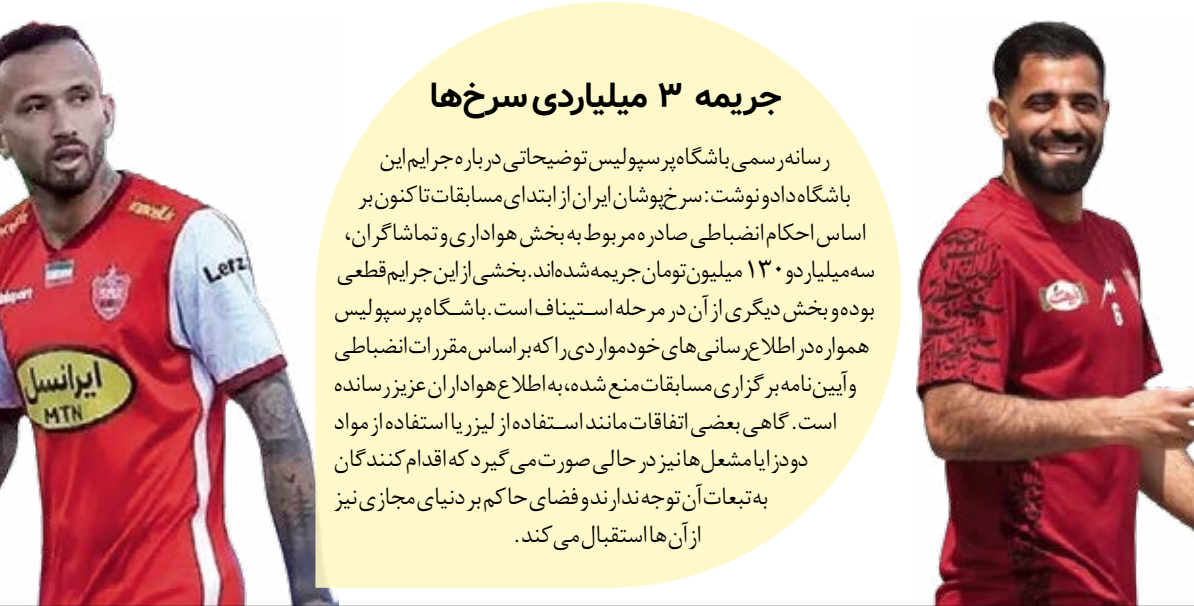 جریمه ۳ میلیاردی سرخ‌ها
رسانه رسمی باشگاه پرسپولیس توضیحاتی درباره جرایم این
باشگاه داد و نوشت: سرخپوشان ایران از ابتدای مسابقات تاکنون بر
اساس احکام انضباطی صادره مربوط به بخش هواداری و تماشاگران،
سه میلیارد و ۱۳۰ میلیون تومان جریمه شده‌اند. بخشی از این جرایم قطعی
بوده و بخش دیگری از آن در مرحله استیناف است. باشگاه پرسپولیس
همواره در اطلاع‌رسانی‌های خود مواردی را که بر اساس مقررات انضباطی
و آیین‌نامه برگزاری مسابقات منع شده، به اطلاع هواداران عزیز رسانده
است. گاهی بعضی اتفاقات مانند استفاده از لیزر یا استفاده از مواد
دودزا یا مشعل‌ها نیز در حالی صورت می‌گیرد که اقدام‌کنندگان
به تبعات آن توجه ندارند و فضای حاکم بر دنیای مجازی نیز
از آن‌ها استقبال می‌کند.
Lerz
ایرانسل
MTN
6